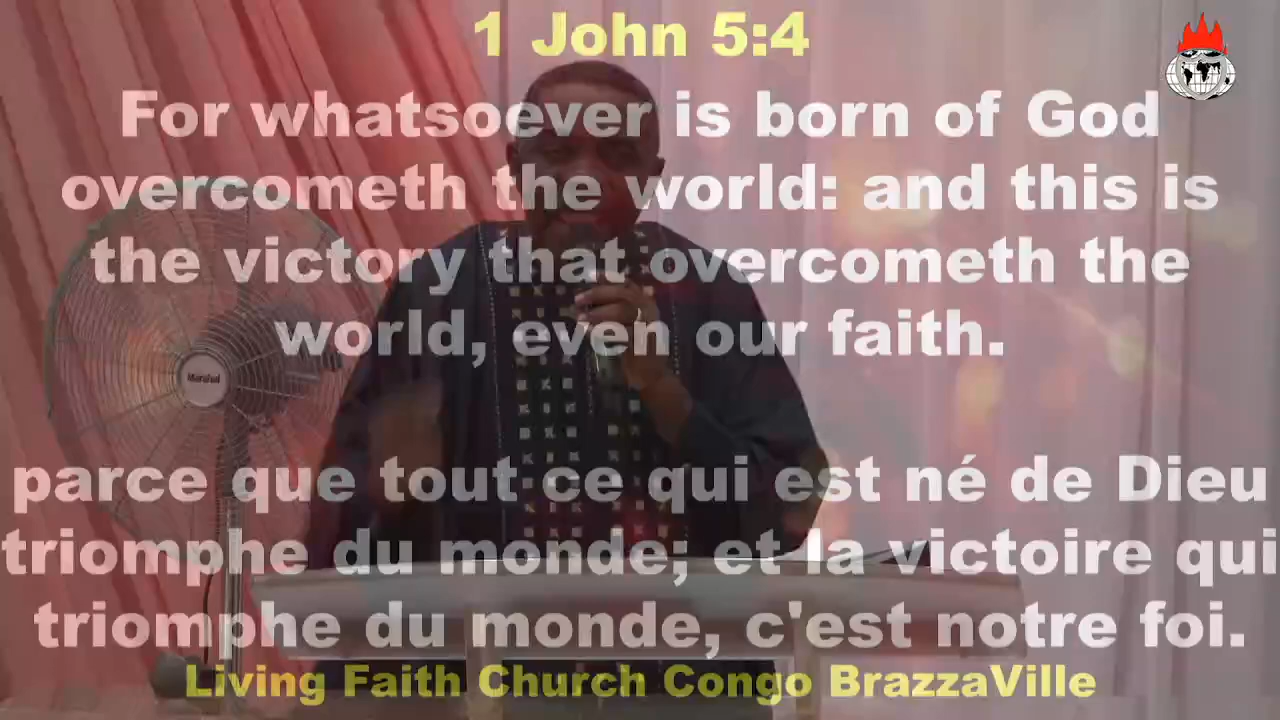 1 John 5:4
For whatsoever is born of God
overcometh the world: and this is
the victory that overcometh the
world, even our faith.
parce que tout ce qui est né de Dieu
triomphe du monde; et la victoire qui
triomphe du monde, c'est notre foi.
Living Faith Church Congo BrazzaVille
Marshal